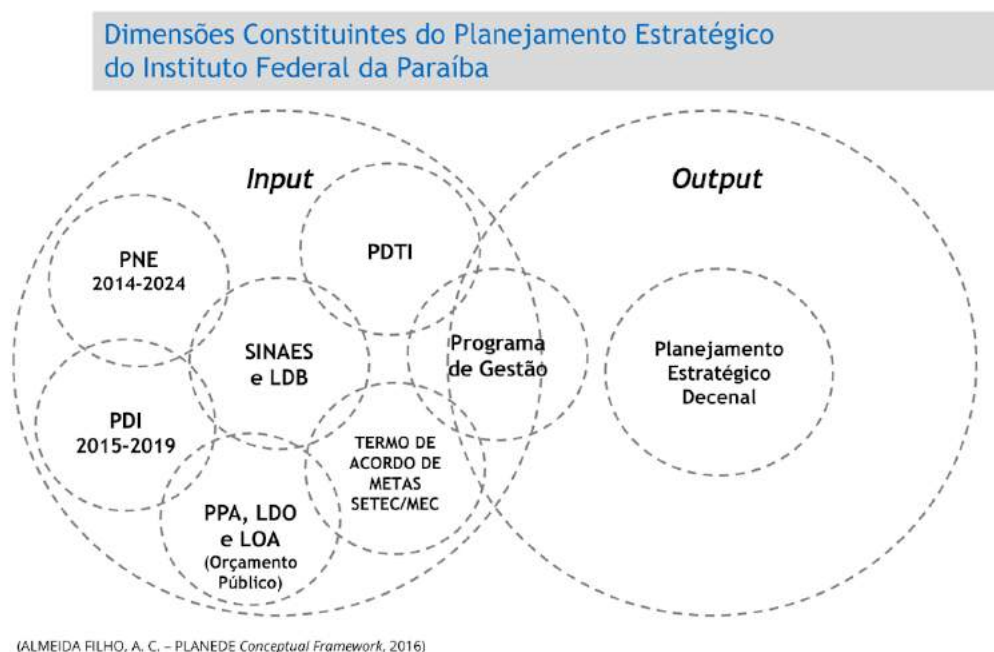 Dimensões Constituintes do Planejamento Estratégico
do Instituto Federal da Paraíba
Input
Output
PNE
2014-2024
PDTI
SINAES
e LDB
Programa
de Gestão
Planejamento
Estratégico
Decenal
PDI
2015-2019
TERMO DE
ACORDO DE
METAS
SETEC/MEC
PPA, LDO
e LOA
(Orçamento
Público)
(ALMEIDA FILHO, A. C. – PLANEDE Conceptual Framework, 2016)